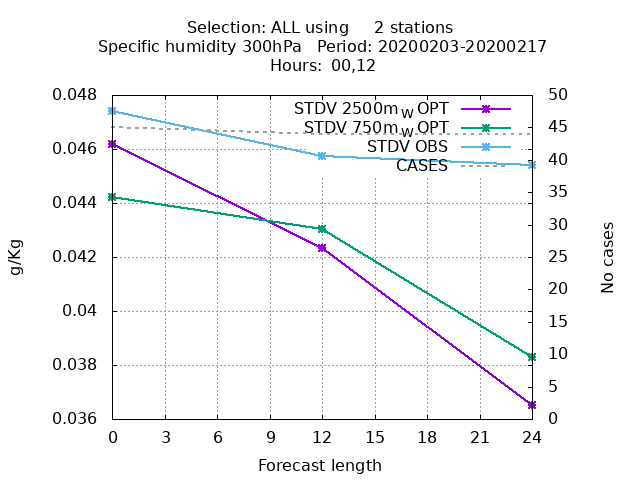 Selection: ALL using 2 stations
Specific humidity 300hPa Period: 20200203-20200217
Hours: 00,12
STDV 2500m W OPT
STDV 750m W OPT
STDV OBS
CASES
0.048
0.046
0.044
0.042
0.04
0.038
0.036
50
45
40
35
30
25
20
15
10
5
0
g/Kg
No cases
0 3 6 9 12 15 18 21 24
Forecast length